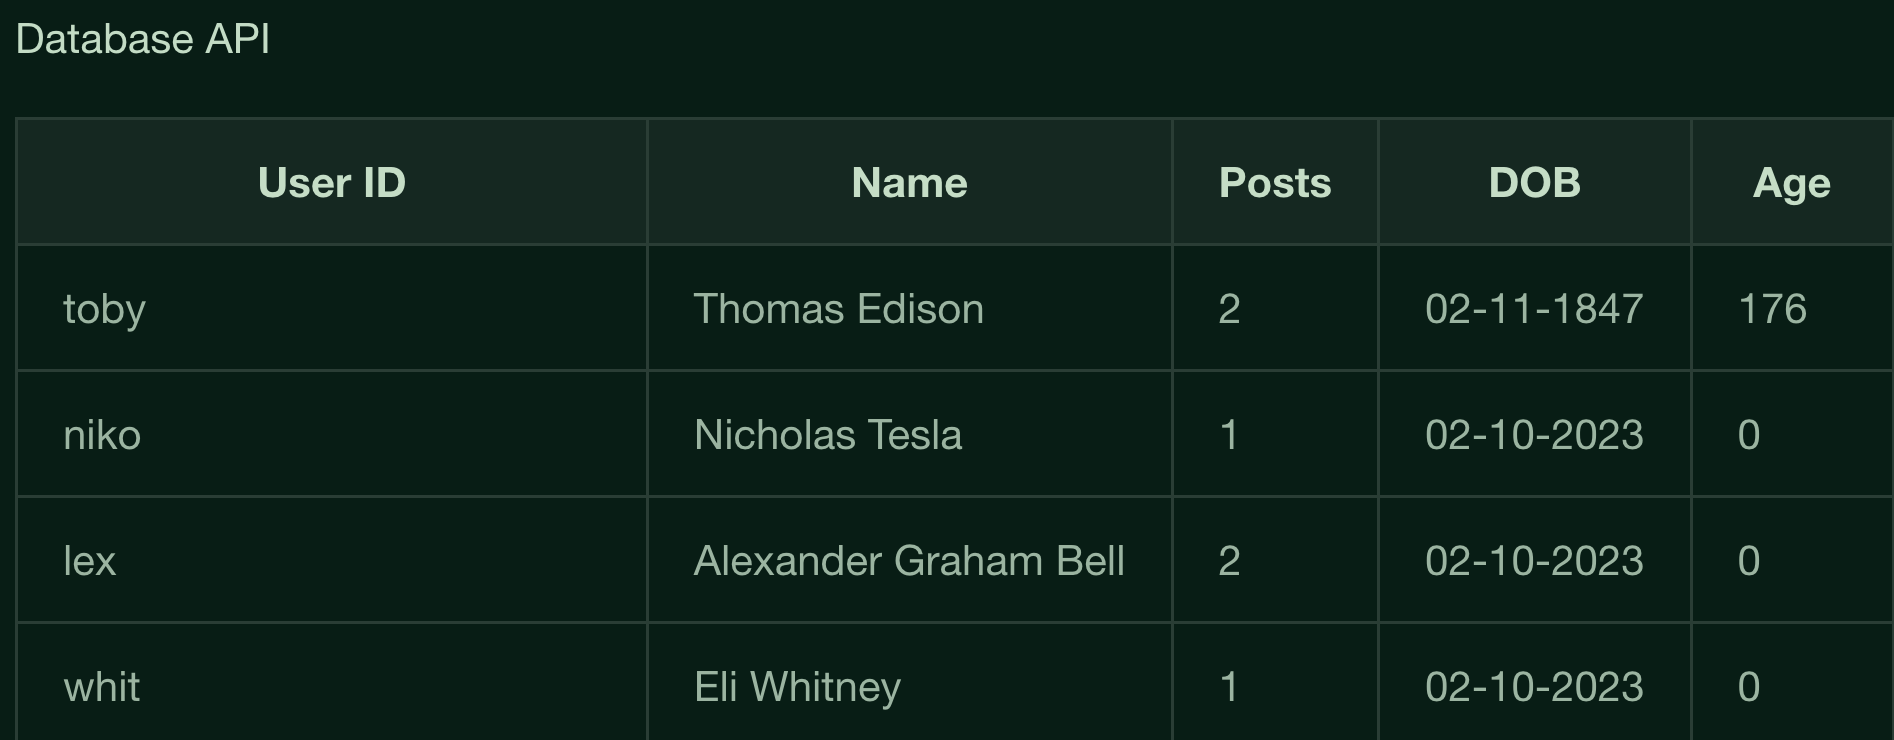 Database API
User ID Name Posts DOB Age
toby Thomas Edison 2 02-11-1847 176
niko Nicholas Tesla 1 02-10-2023 0
lex Alexander Graham Bell 2 02-10-2023 0
whit Eli Whitney 1 02-10-2023 0